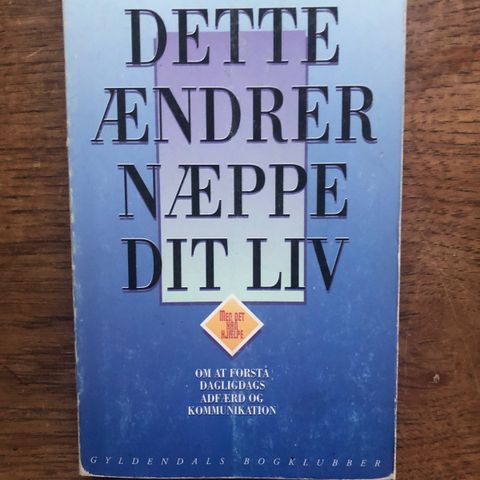 DETTE
ÆNDRER
NÆPPE
DIT LIV
MEN DET
KAN
HJÆLPE
OM AT FORSTÅ
DAGLIGDAGS
ADFÆRD OG
KOMMUNIKATION
GYLDENDALS BOGKLUBBER